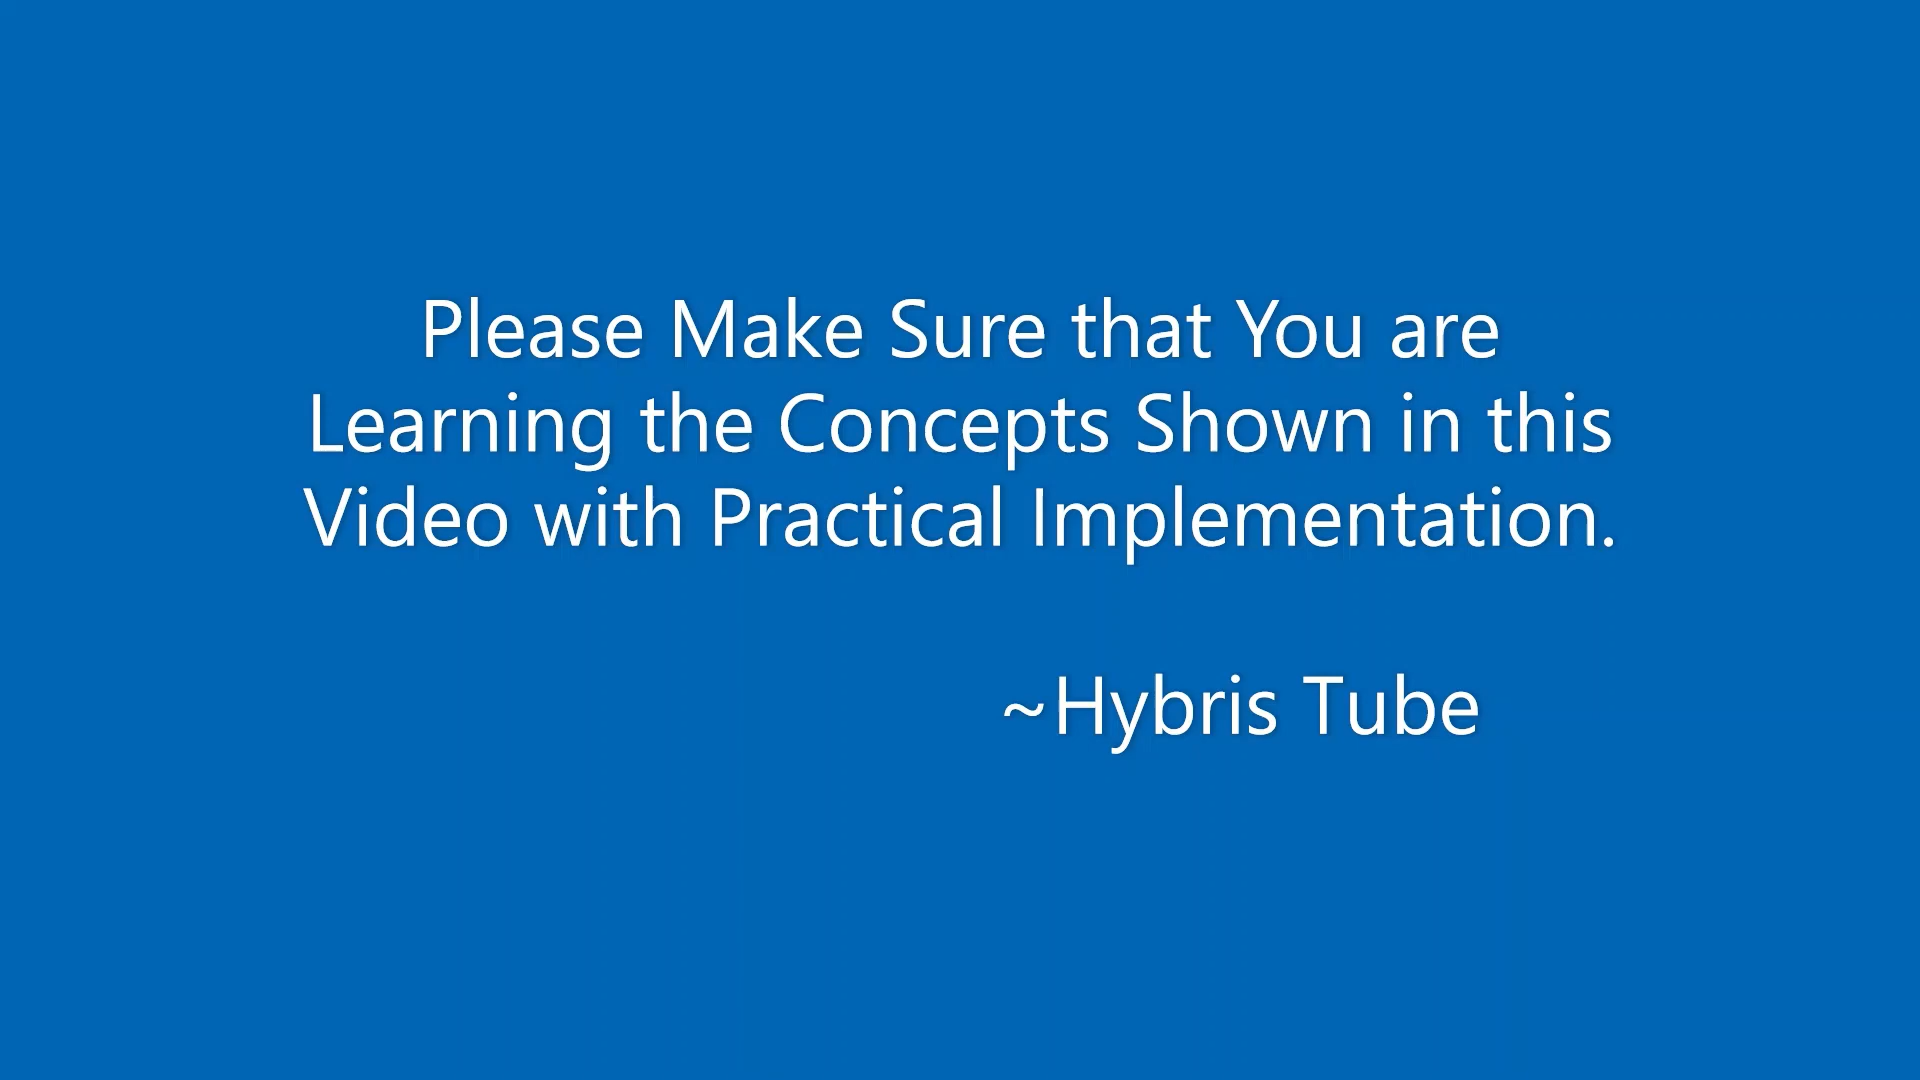 Please Make Sure that You are
Learning the Concepts Shown in this
Video with Practical Implementation.
~Hybris Tube